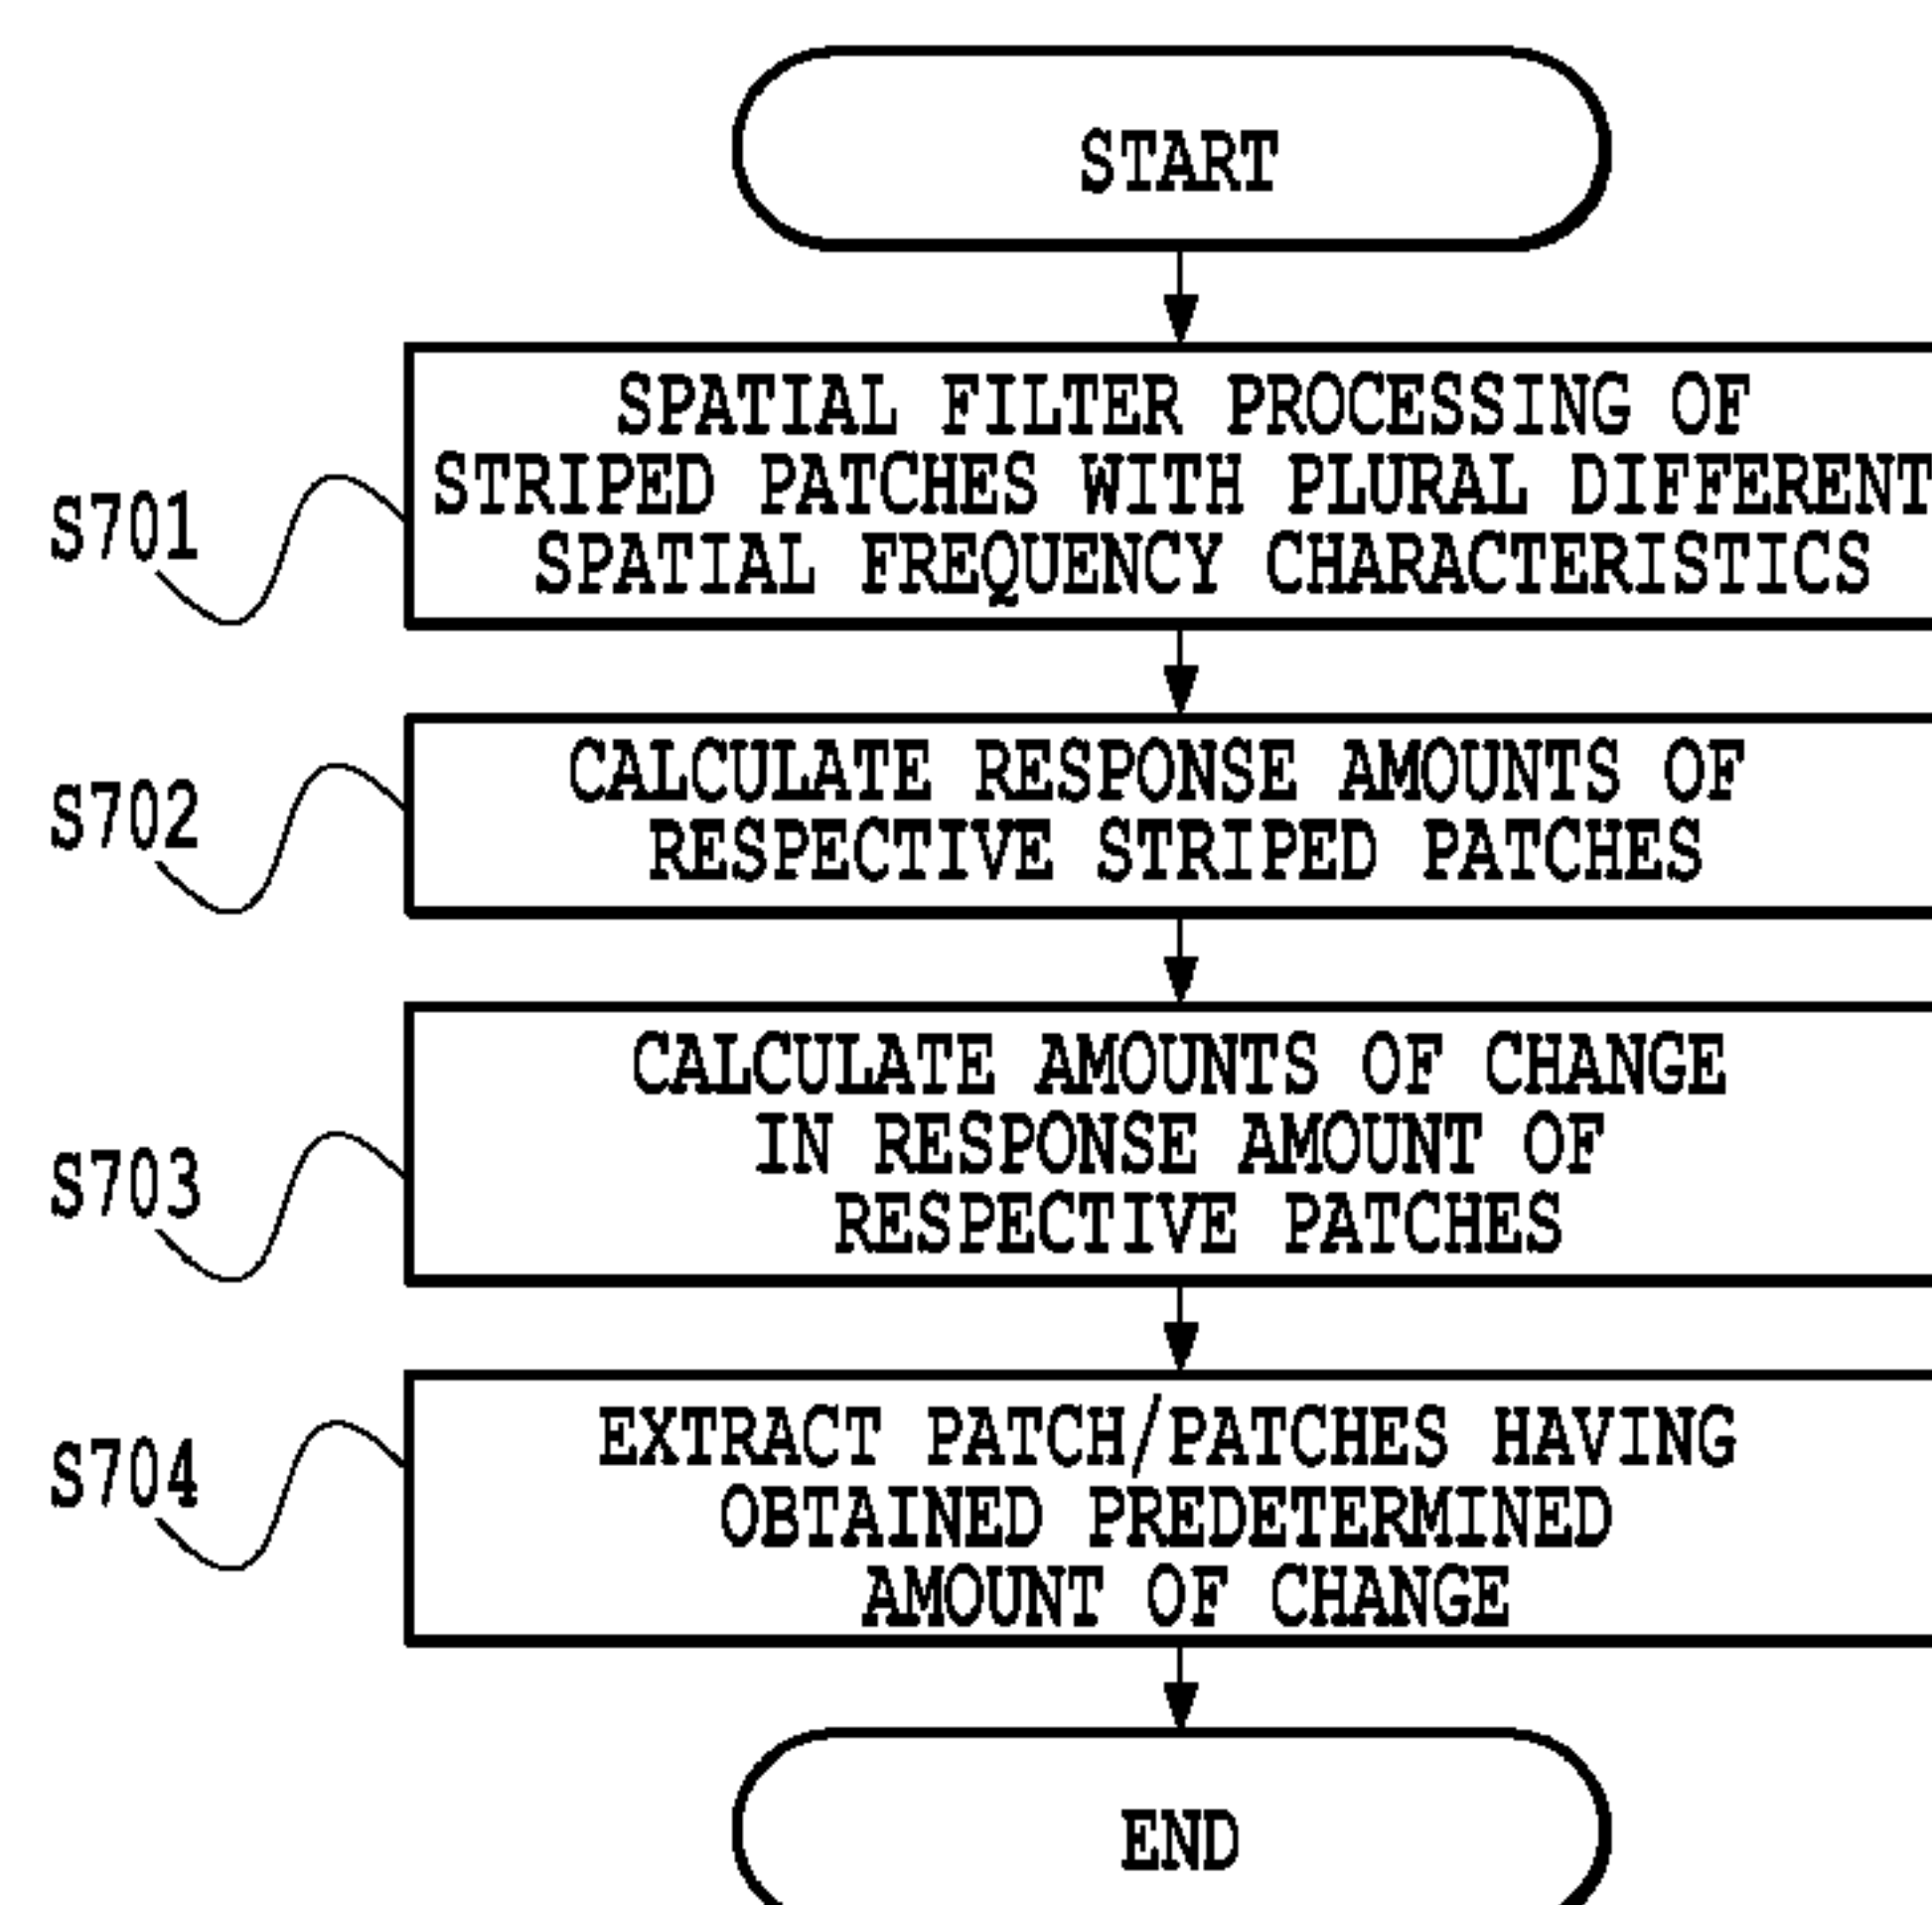 START
SPATIAL FILTER PROCESSING OF
STRIPED PATCHES WITH PLURAL DIFFERENT
SPATIAL FREQUENCY CHARACTERISTICS
S701
CALCULATE RESPONSE AMOUNTS OF
RESPECTIVE STRIPED PATCHES
S702
CALCULATE AMOUNTS OF CHANGE
IN RESPONSE AMOUNT OF
RESPECTIVE PATCHES
S703
EXTRACT PATCH/PATCHES HAVING
OBTAINED PREDETERMINED
AMOUNT OF CHANGE
S704
END